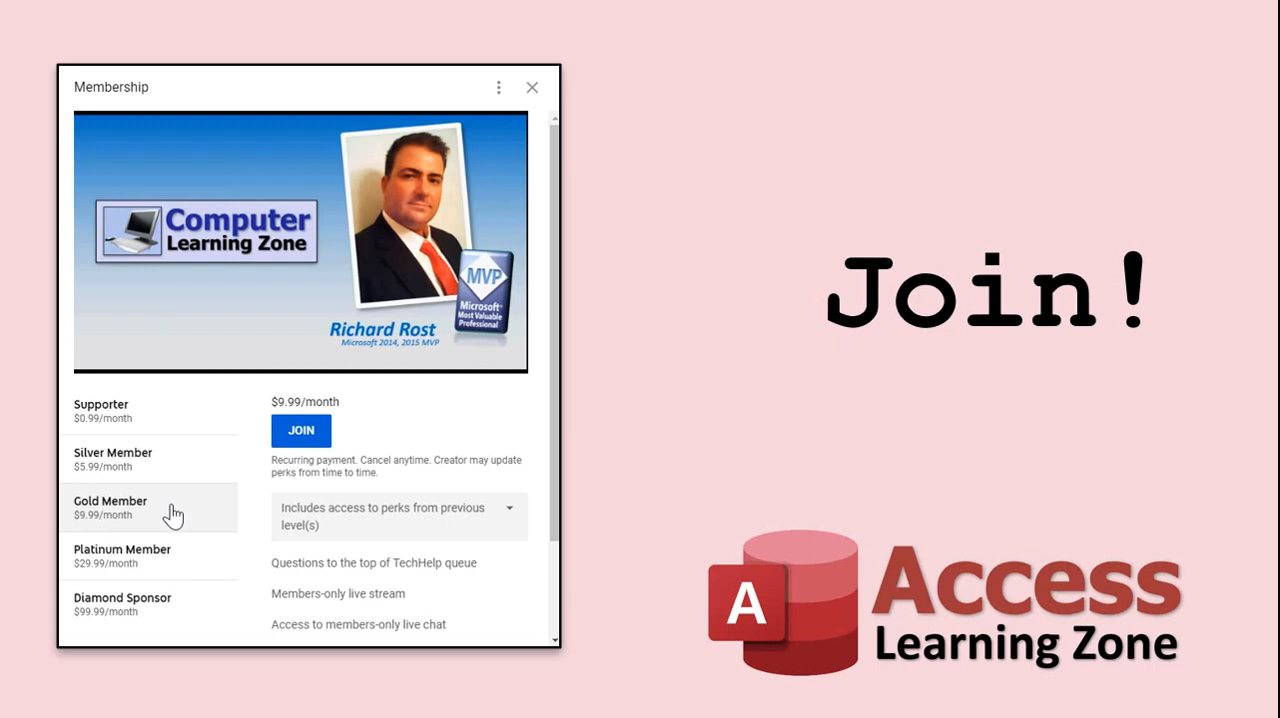 Membership
Computer
Learning Zone
MVP
Microsoft®
Most Valuable
Professional
Richard Rost
Microsoft 2014, 2015 MVP
Supporter
$0.99/month
Silver Member
$5.99/month
Gold Member
$9.99/month
Platinum Member
$29.99/month
Diamond Sponsor
$99.99/month
$9.99/month
JOIN
Recurring payment. Cancel anytime. Creator may update
perks from time to time.
Includes access to perks from previous
level(s)
Questions to the top of TechHelp queue
Members-only live stream
Access to members-only live chat
Join!
A
Access
Learning Zone